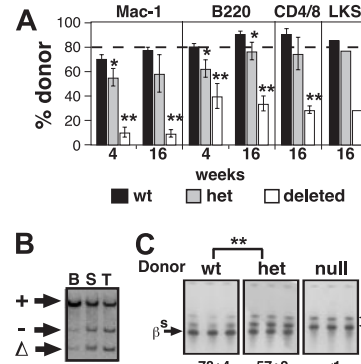 A
Mac-1 B220 CD4/8 LKS
% donor
100
80
60
40
20
0
* ** ** * ** * ** **
4 16 4 16 16 16
weeks
wt het deleted
B
B S T
+
-
Δ
C
**
Donor wt het null
βs